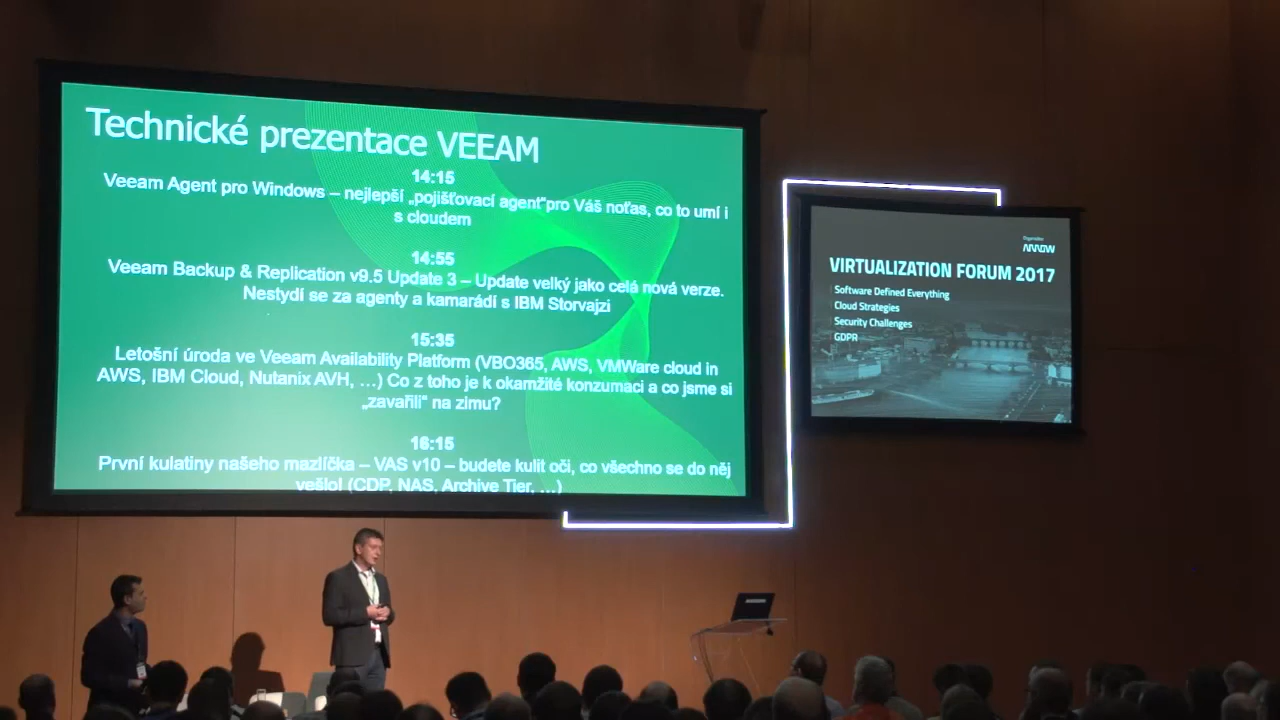 Technické prezentace VEEAM
14:15
Veeam Agent pro Windows – nejlepší „pojišťovací agent“pro Váš noťas, co to umí i
s cloudem
14:55
Veeam Backup & Replication v9.5 Update 3 – Update velký jako celá nová verze.
Nestydí se za agenty a kamarádí s IBM Storvajzi
15:35
Letošní úroda ve Veeam Availability Platform (VBO365, AWS, VMWare cloud in
AWS, IBM Cloud, Nutanix AVH, …) Co z toho je k okamžité konzumaci a co jsme si
„zavařili“ na zimu?
16:15
První kulatiny našeho mazlíčka – VAS v10 – budete kulit oči, co všechno se do něj
vešlo! (CDP, NAS, Archive Tier, …)
ARROW
VIRTUALIZATION FORUM 2017
Software Defined Everything
Cloud Strategies
Security Challenges
GDPR